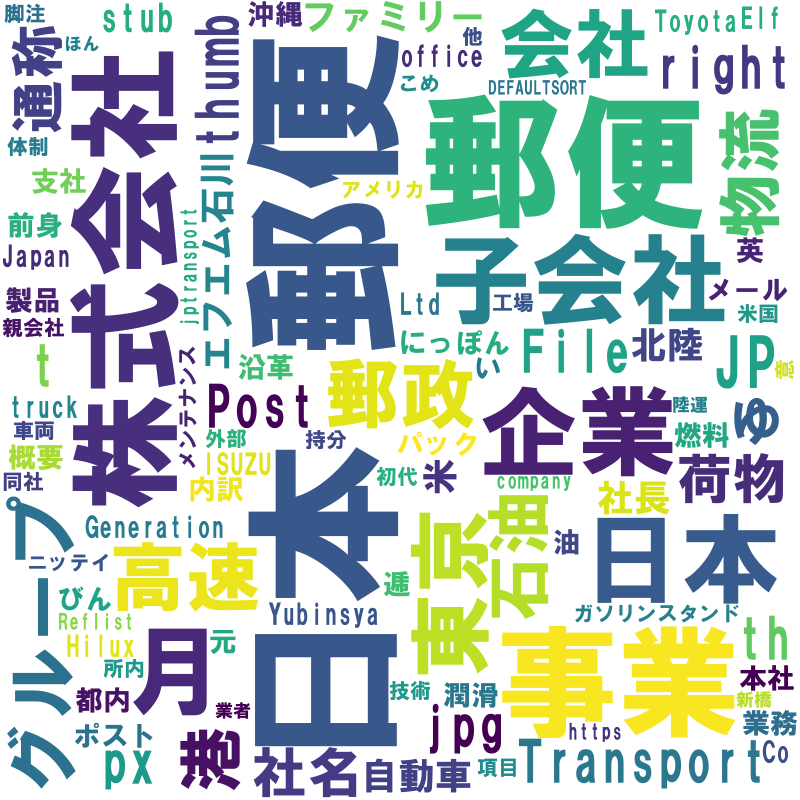 脚注
stub
thumb
沖縄
ファミリー
他
office
会社
Toyota
Elf
通称
ほん
株式会社
郵便
こめ
DEFAULTSORT
right
体制
支社
エフエム石川
アメリカ
郵便
物流
前身
Japan
jptransport
子会社
英
メール
製品
親会社
Ltd
工場
米国
t
メンテナンス
沿革
にっぽん
い
File
北陸
JP
意
truck
車両
Post
郵政
企業
陸運
ゆ
概要
同社
外部
ISUZU
持分
パック
燃料
内訳
初代
米
company
社長
荷物
グループ
Generation
高速
日本
東京
石油
油
日本
ニッテイ
びん
Reflist
Hilux
Yubinsya
逓
ガソリンスタンド
所内
月
元
事業
th
都内
業者
技術
潤滑
本社
新橋
ポスト
px
港
社名
自動車
jpg
項目
Transport
https
業務
Co